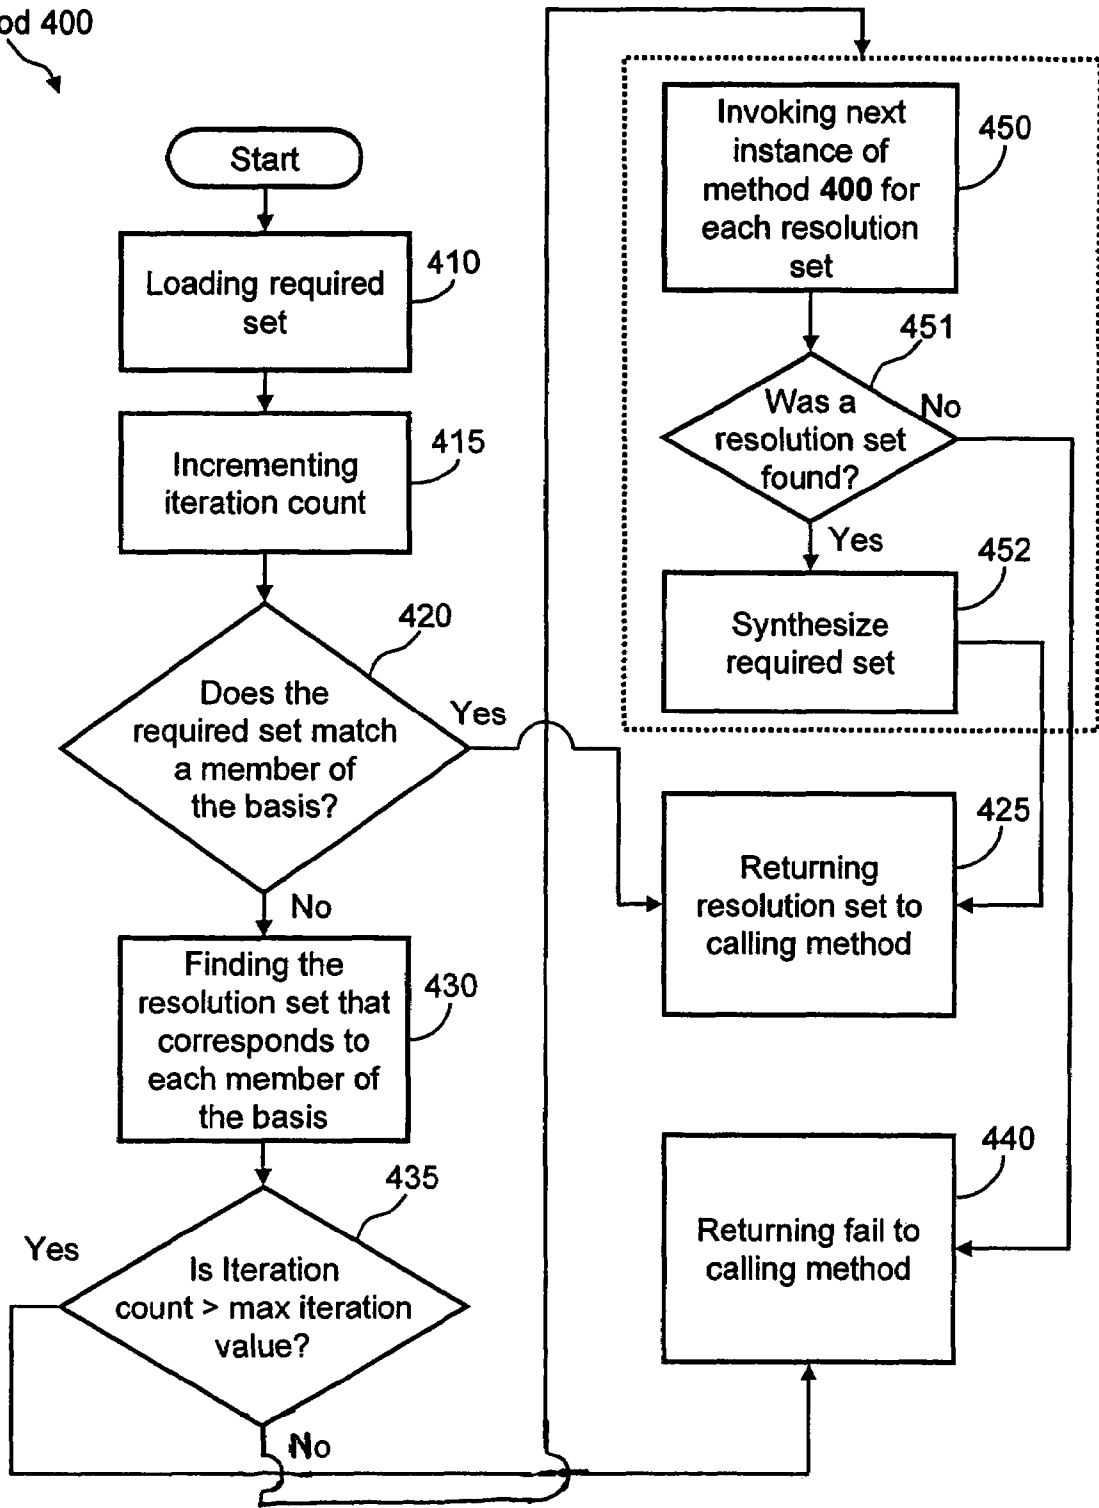 od 400
Start
Loading required
set
410
Incrementing
iteration count
415
420
Does the
required set match
a member of
the basis?
Yes
No
Finding the
resolution set that
corresponds to
each member of
the basis
430
435
Yes
Is Iteration
count > max iteration
value?
No
Invoking next
instance of
method 400 for
each resolution
set
450
451
Was a
resolution set
found?
No
Yes
452
Synthesize
required set
425
Returning
resolution set to
calling method
440
Returning fail to
calling method